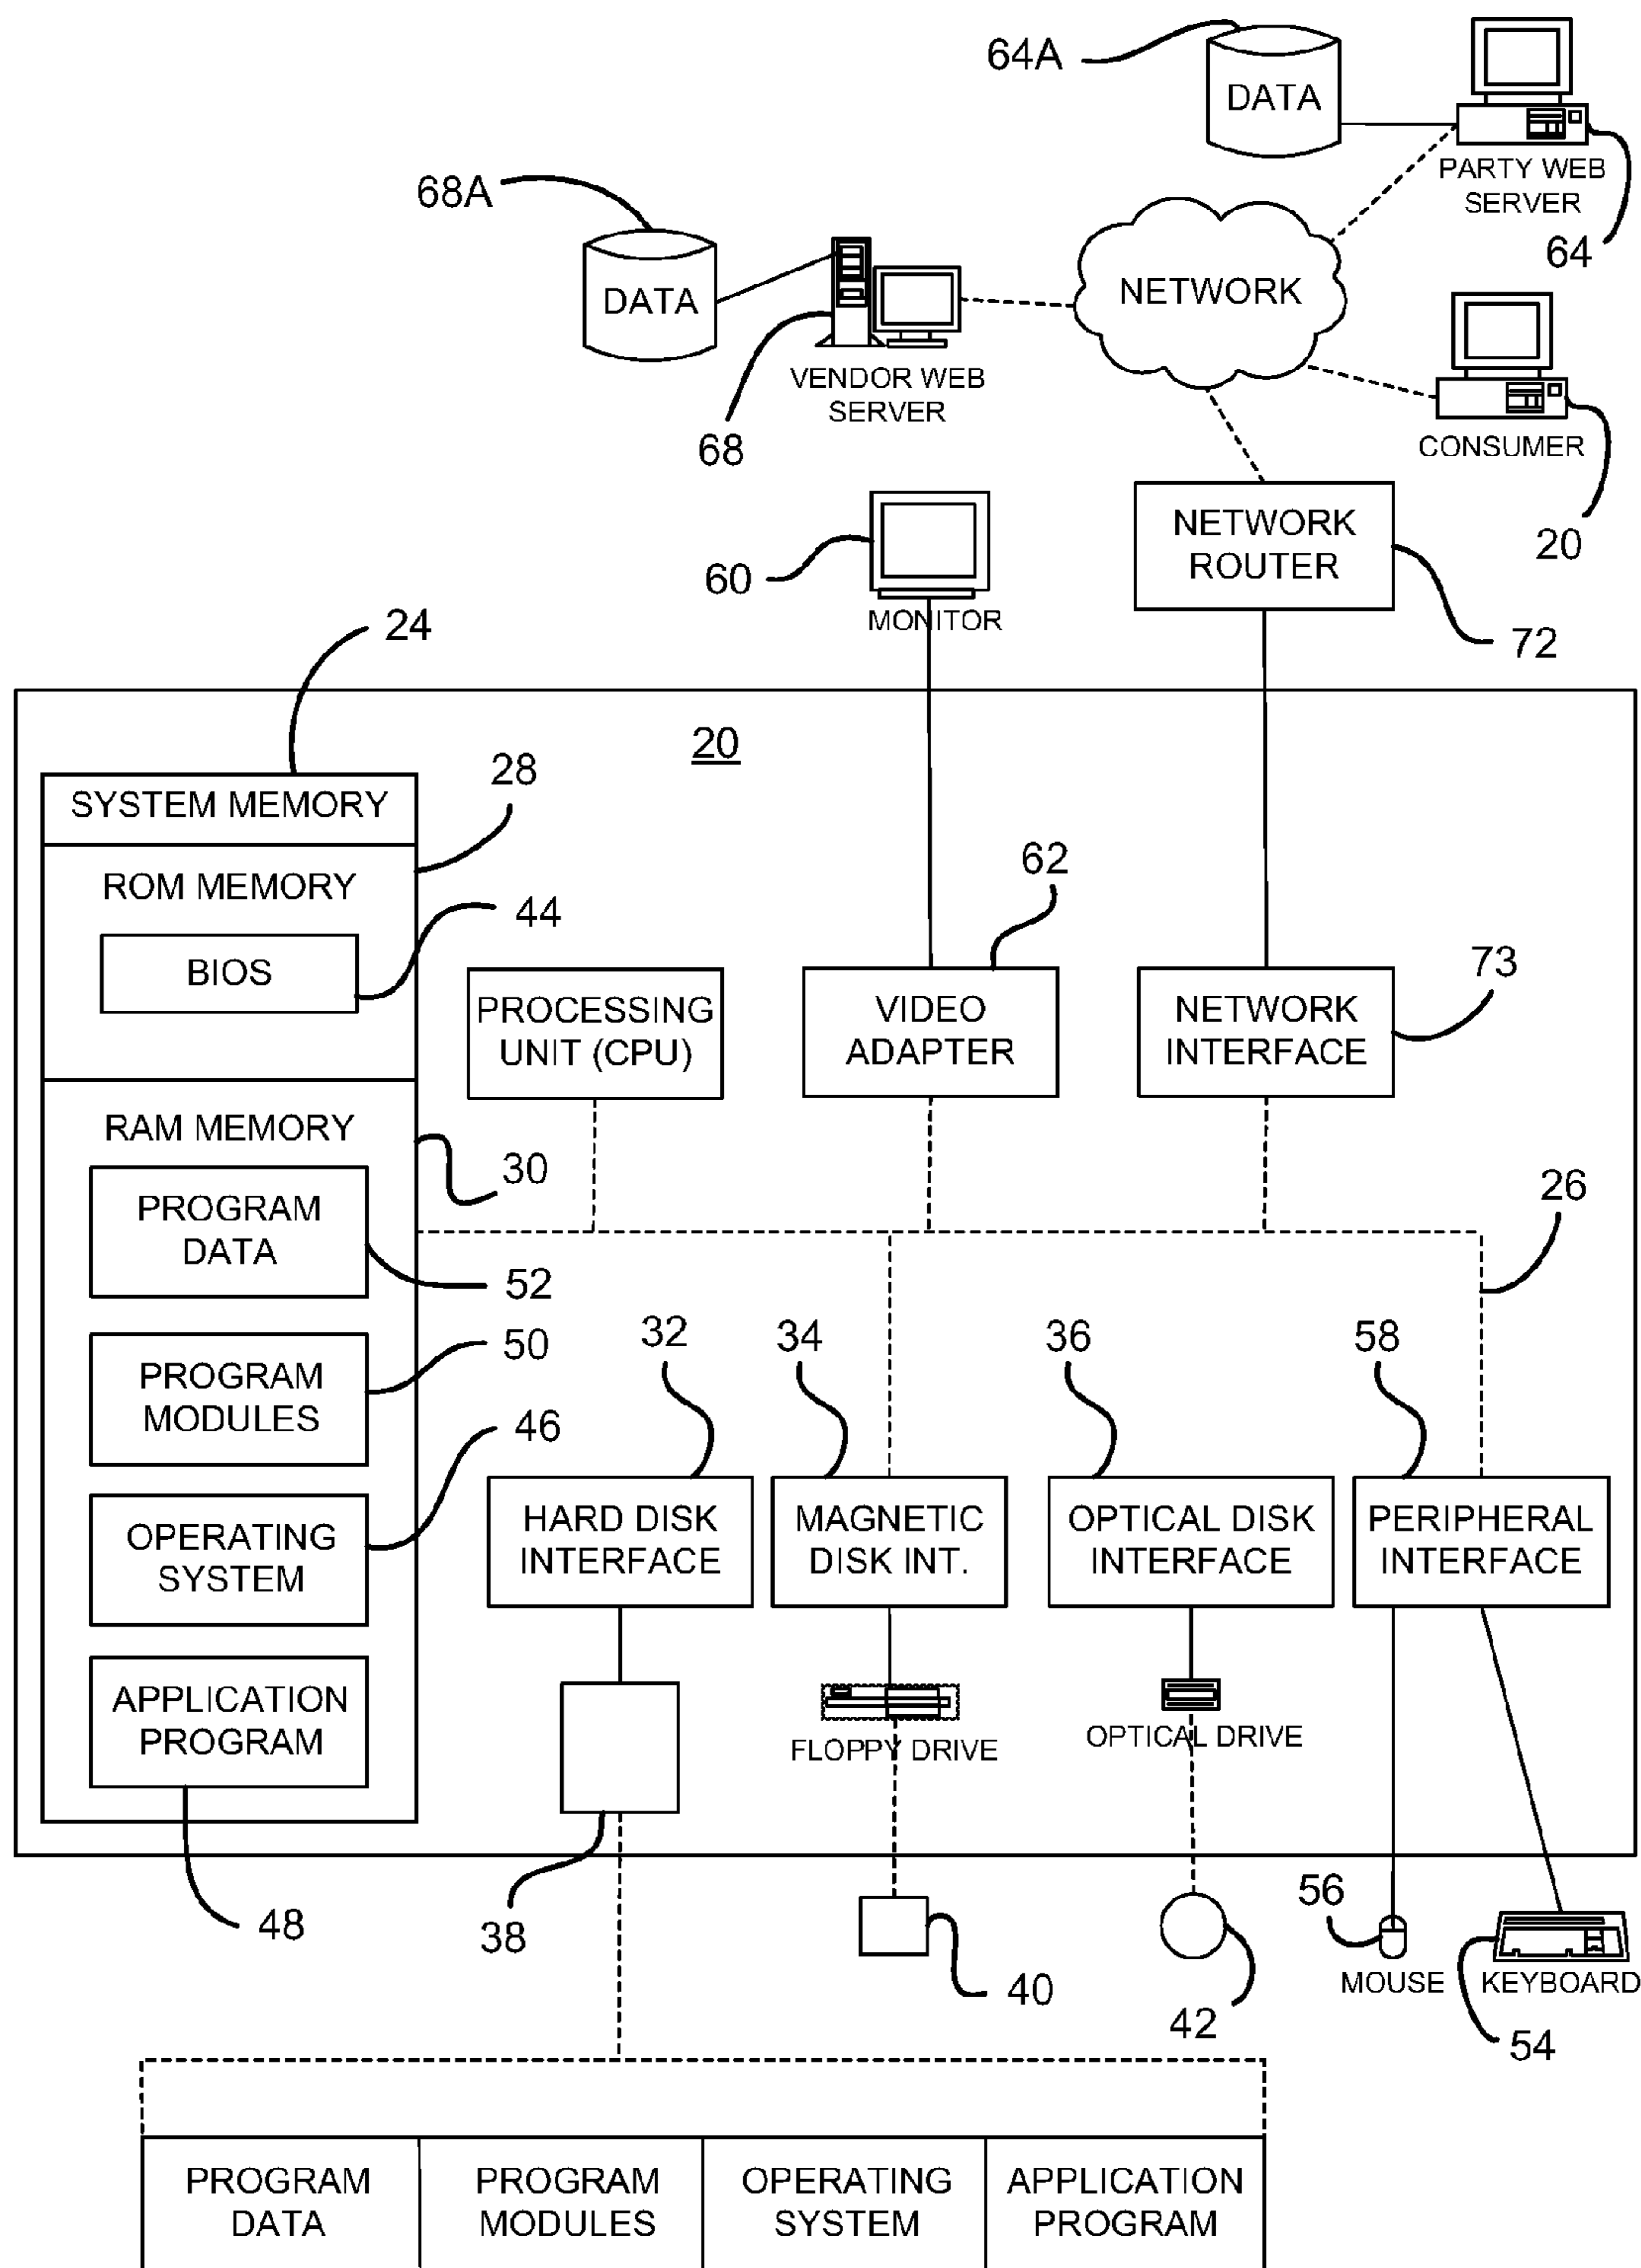 64A
DATA
PARTY WEB
SERVER
64
68A
DATA
VENDOR WEB
SERVER
68
NETWORK
CONSUMER
20
60
MONITOR
NETWORK
ROUTER
72
24
20
SYSTEM MEMORY
28
ROM MEMORY
44
BIOS
PROCESSING
UNIT (CPU)
62
VIDEO
ADAPTER
73
NETWORK
INTERFACE
RAM MEMORY
30
PROGRAM
DATA
52
26
50
PROGRAM
MODULES
46
OPERATING
SYSTEM
APPLICATION
PROGRAM
48
32
HARD DISK
INTERFACE
34
MAGNETIC
DISK INT.
36
OPTICAL DISK
INTERFACE
58
PERIPHERAL
INTERFACE
FLOPPY DRIVE
OPTICAL DRIVE
38
40
42
56
MOUSE
KEYBOARD
54
PROGRAM
DATA
PROGRAM
MODULES
OPERATING
SYSTEM
APPLICATION
PROGRAM